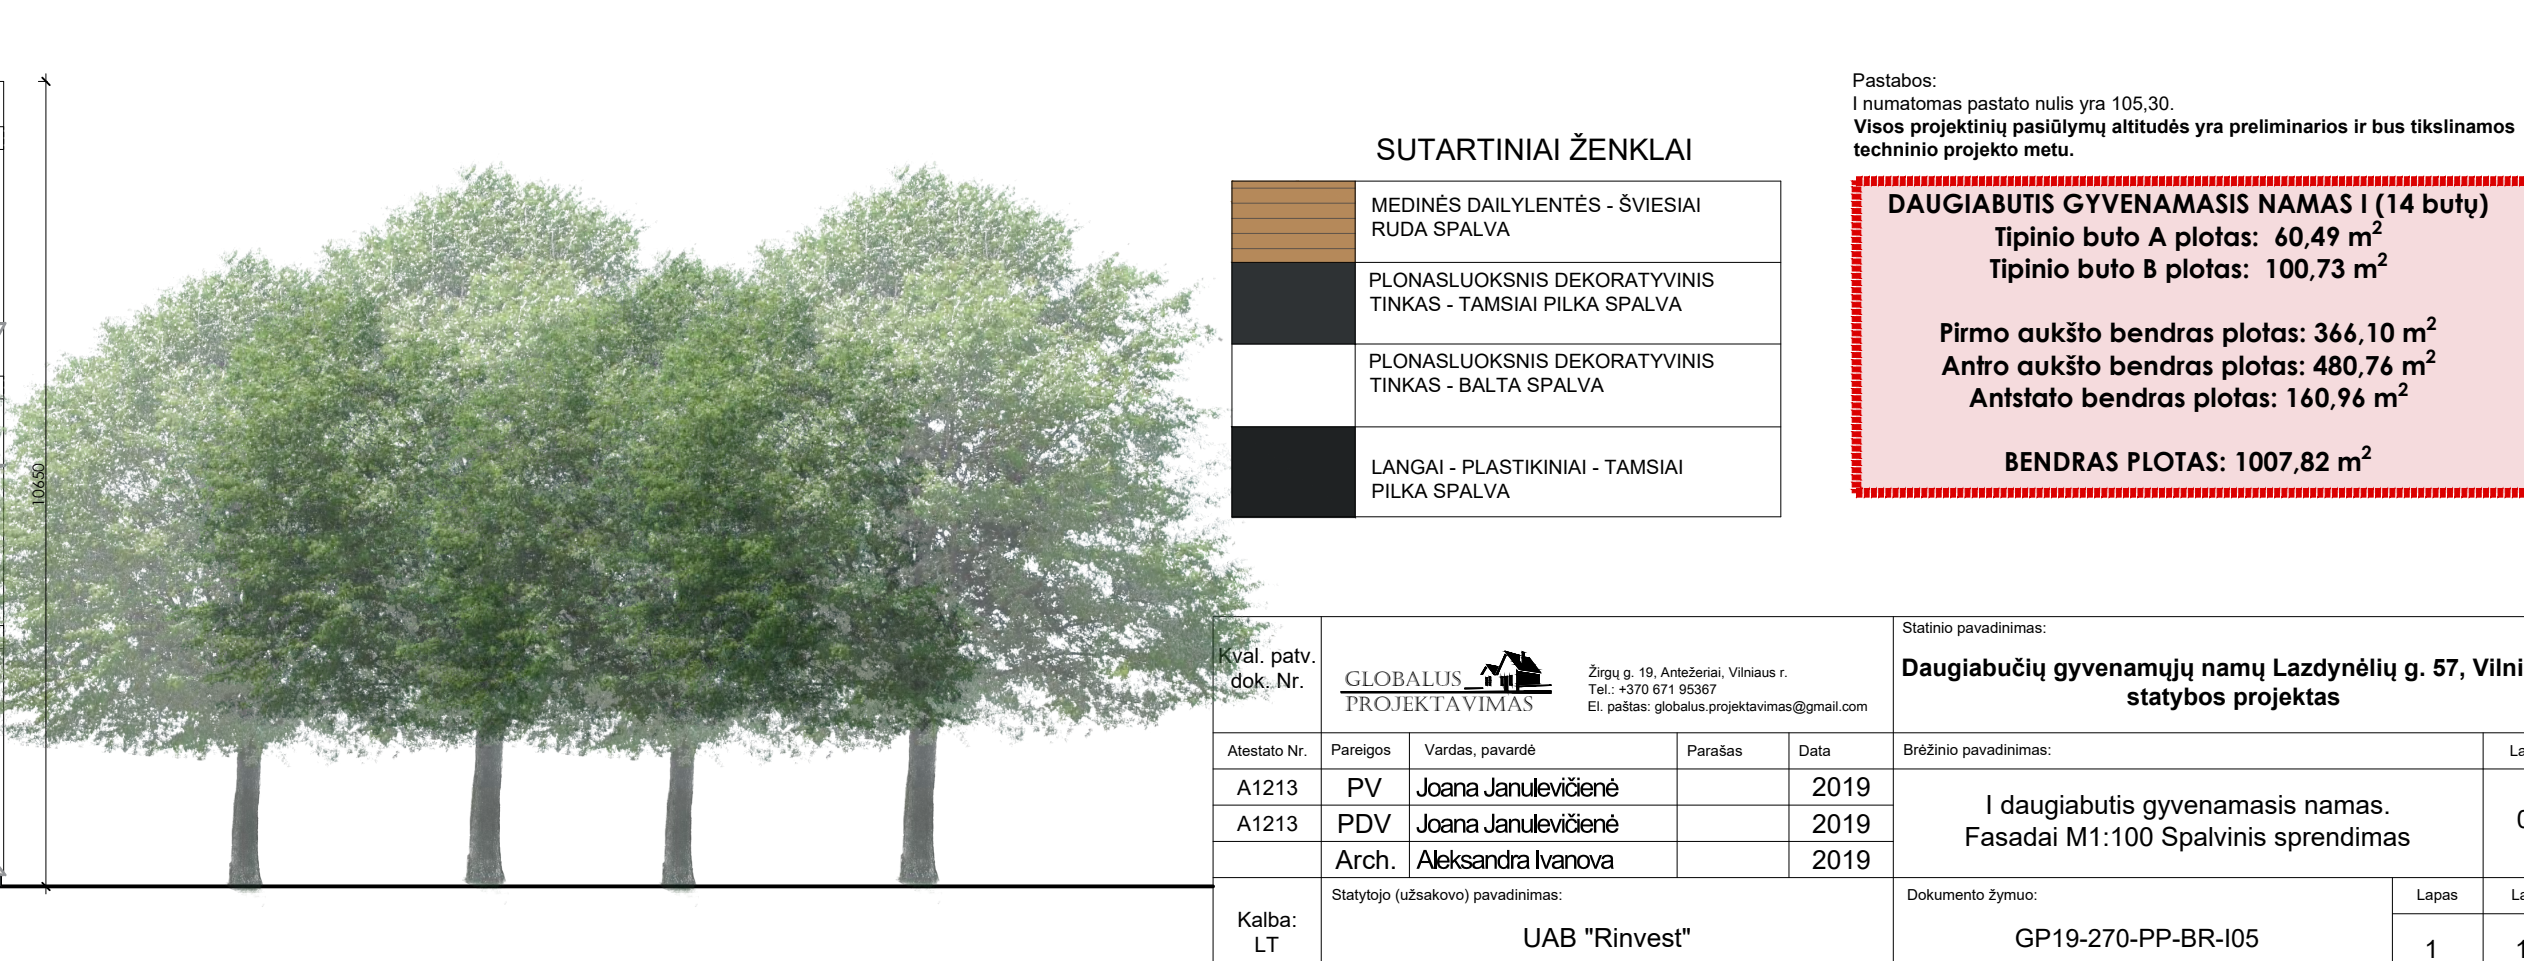 10650
SUTARTINIAI ŽENKLAI
MEDINĖS DAILYLENTĖS - ŠVIESIAI
RUDA SPALVA
PLONASLUOKSNIS DEKORATYVINIS
TINKAS - TAMSIAI PILKA SPALVA
PLONASLUOKSNIS DEKORATYVINIS
TINKAS - BALTA SPALVA
LANGAI - PLASTIKINIAI - TAMSIAI
PILKA SPALVA
Pastabos:
I numatomas pastato nulis yra 105,30.
Visos projektinių pasiūlymų altitudės yra preliminarios ir bus tikslinamos
techninio projekto metu.
DAUGIABUTIS GYVENAMASIS NAMAS I (14 butų)
Tipinio buto A plotas: 60,49 m²
Tipinio buto B plotas: 100,73 m²
Pirmo aukšto bendras plotas: 366,10 m²
Antro aukšto bendras plotas: 480,76 m²
Antstato bendras plotas: 160,96 m²
BENDRAS PLOTAS: 1007,82 m²
Kval. patv.
dok. Nr.
GLOBALUS
PROJEKTAVIMAS
Žirgų g. 19, Antežeriai, Vilniaus r.
Tel.: +370 671 95367
El. paštas: globalus.projektavimas@gmail.com
Statinio pavadinimas:
Daugiabučių gyvenamųjų namų Lazdynėlių g. 57, Vilni
statybos projektas
Atestato Nr. Pareigos Vardas, pavardė Parašas Data
A1213 PV Joana Janulevičienė 2019
A1213 PDV Joana Janulevičienė 2019
Arch. Aleksandra Ivanova 2019
Brėžinio pavadinimas:
I daugiabutis gyvenamasis namas.
Fasadai M1:100 Spalvinis sprendimas
Kalba:
LT
Statytojo (užsakovo) pavadinimas:
UAB "Rinvest"
Dokumento žymuo:
GP19-270-PP-BR-I05
Lapas
1